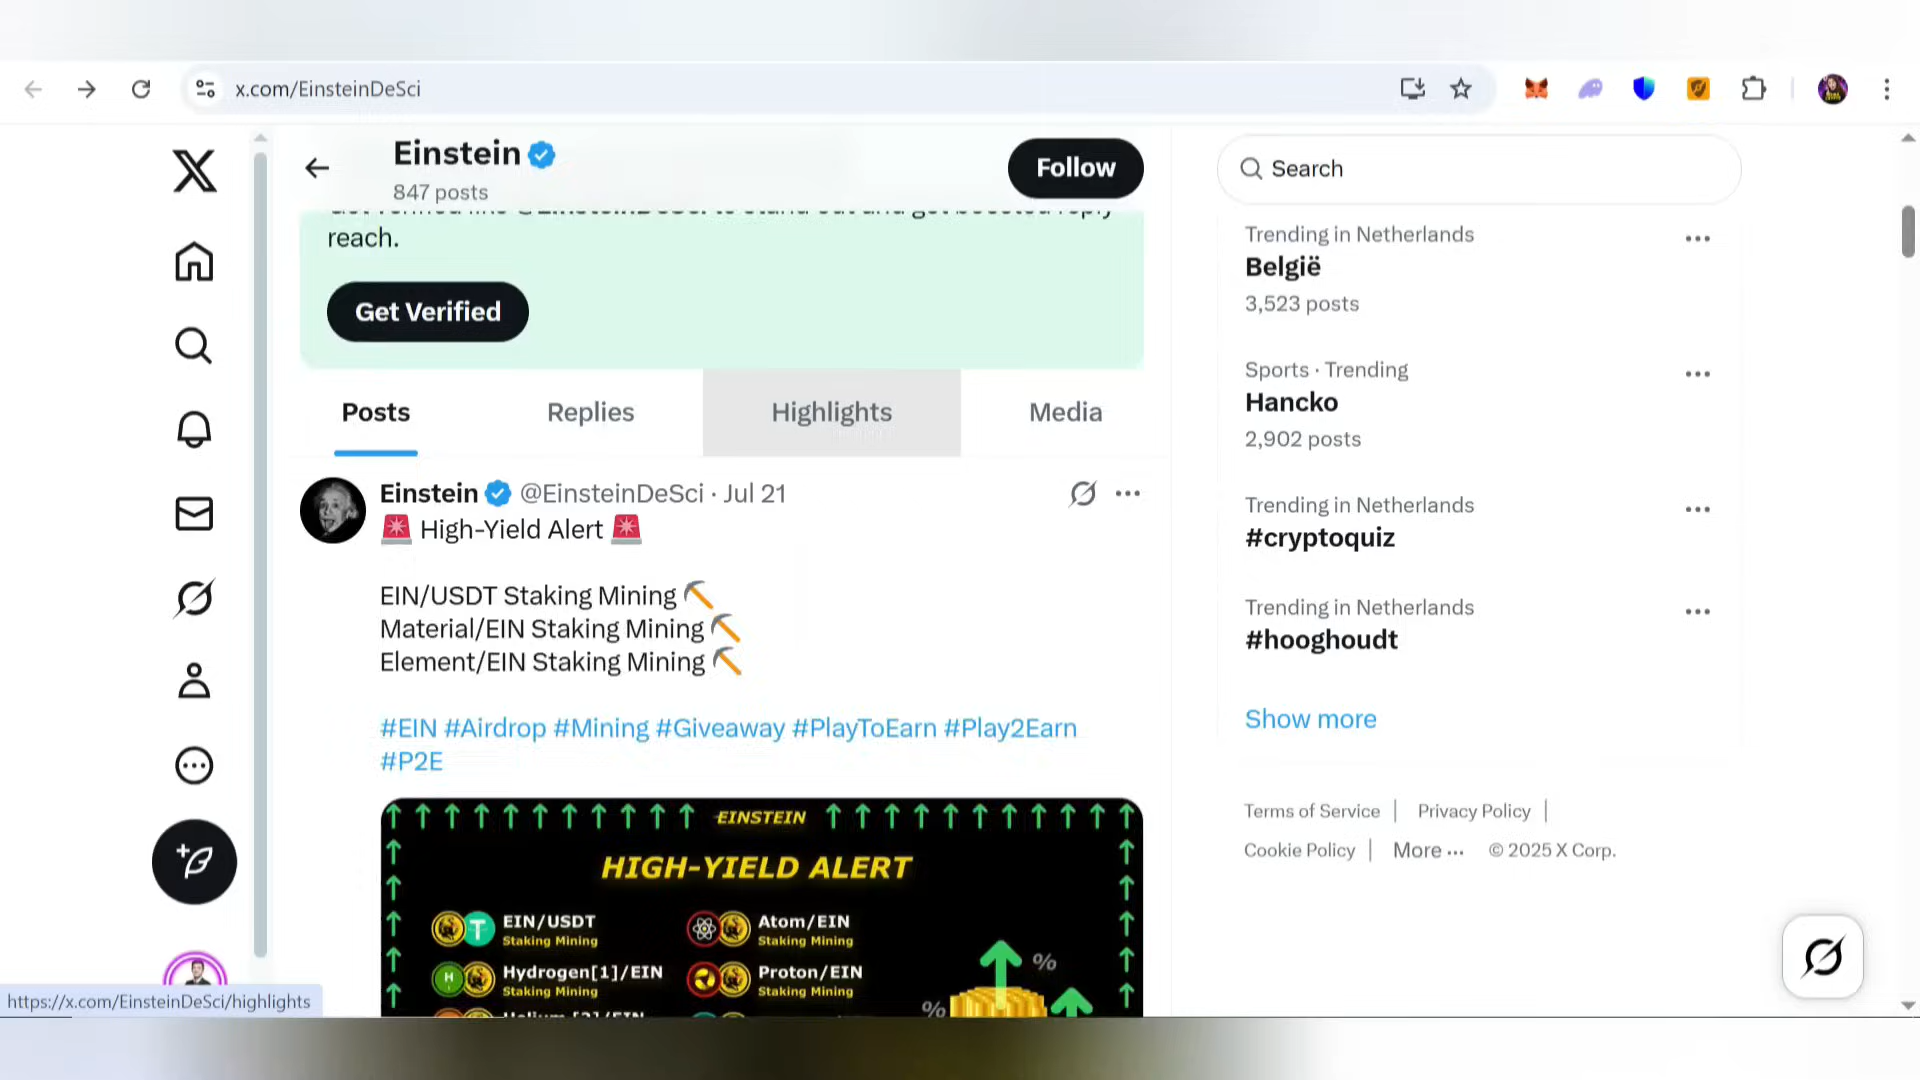 x.com/EinsteinDeSci
Einstein
847 posts
Follow
Search
reach.
Get Verified
Posts
Replies
Highlights
Media
Einstein @EinsteinDeSci · Jul 21
High-Yield Alert
EIN/USDT Staking Mining
Material/EIN Staking Mining
Element/EIN Staking Mining
#EIN #Airdrop #Mining #Giveaway #PlayToEarn #Play2Earn
#P2E
EINSTEIN
HIGH-YIELD ALERT
EIN/USDT
Staking Mining
Atom/EIN
Staking Mining
Hydrogen[1]/EIN
Staking Mining
Proton/EIN
Staking Mining
%
%
Trending in Netherlands
België
3,523 posts
Sports · Trending
Hancko
2,902 posts
Trending in Netherlands
#cryptoquiz
Trending in Netherlands
#hooghoudt
Show more
Terms of Service | Privacy Policy |
Cookie Policy | More ··· © 2025 X Corp.
https://x.com/EinsteinDeSci/highlights